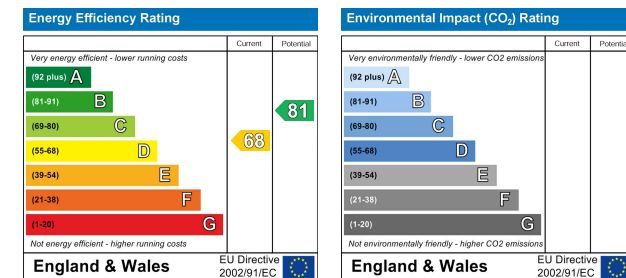 Energy Efficiency Rating
Current Potential
Very energy efficient - lower running costs
(92 plus) A
(81-91) B
(69-80) C
(55-68) D
(39-54) E
(21-38) F
(1-20) G
68
81
Not energy efficient - higher running costs
England & Wales
EU Directive
2002/91/EC
Environmental Impact (CO₂) Rating
Current Potential
Very environmentally friendly - lower CO2 emissions
(92 plus) A
(81-91) B
(69-80) C
(55-68) D
(39-54) E
(21-38) F
(1-20) G
Not environmentally friendly - higher CO2 emissions
England & Wales
EU Directive
2002/91/EC